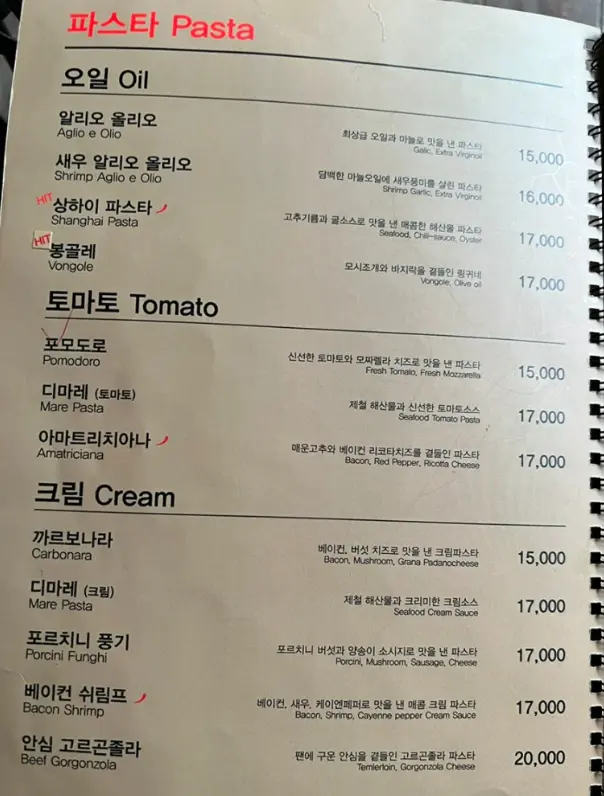 파스타 Pasta
오일 Oil
알리오 올리오
Aglio e Olio
최상급 오일과 마늘로 맛을 낸 파스타
Galic, Extra Virginoil
15,000
새우 알리오 올리오
Shrimp Aglio e Olio
담백한 마늘오일에 새우풍미를 살린 파스타
Shrimp Garlic, Extra Virginoil
16,000
HIT
상하이 파스타
Shanghai Pasta
고추기름과 굴소스로 맛을 낸 매콤한 해산물 파스타
Seafood, Chili-sauce, Oyster
17,000
HIT
봉골레
Vongole
모시조개와 바지락을 곁들인 링귀네
Vongole, Olive oil
17,000
토마토 Tomato
포모도로
Pomodoro
신선한 토마토와 모짜렐라 치즈로 맛을 낸 파스타
Fresh Tomato, Fresh Mozzarella
15,000
디마레 (토마토)
Mare Pasta
제철 해산물과 신선한 토마토소스
Seafood Tomato Pasta
17,000
아마트리치아나
Amatriciana
매운고추와 베이컨 리코타치즈를 곁들인 파스타
Bacon, Red Pepper, Ricotta Cheese
17,000
크림 Cream
까르보나라
Carbonara
베이컨, 버섯 치즈로 맛을 낸 크림파스타
Bacon, Mushroom, Grana Padanocheese
15,000
디마레 (크림)
Mare Pasta
제철 해산물과 크리미한 크림소스
Seafood Cream Sauce
17,000
포르치니 풍기
Porcini Funghi
포르치니 버섯과 양송이 소시지로 맛을 낸 파스타
Porcini, Mushroom, Sausage, Cheese
17,000
베이컨 쉬림프
Bacon Shrimp
베이컨, 새우, 케이엔페퍼로 맛을 낸 매콤 크림 파스타
Bacon, Shrimp, Cayenne pepper Cream Sauce
17,000
안심 고르곤졸라
Beef Gorgonzola
팬에 구운 안심을 곁들인 고르곤졸라 파스타
Temlerloin, Gorgonzola Cheese
20,000